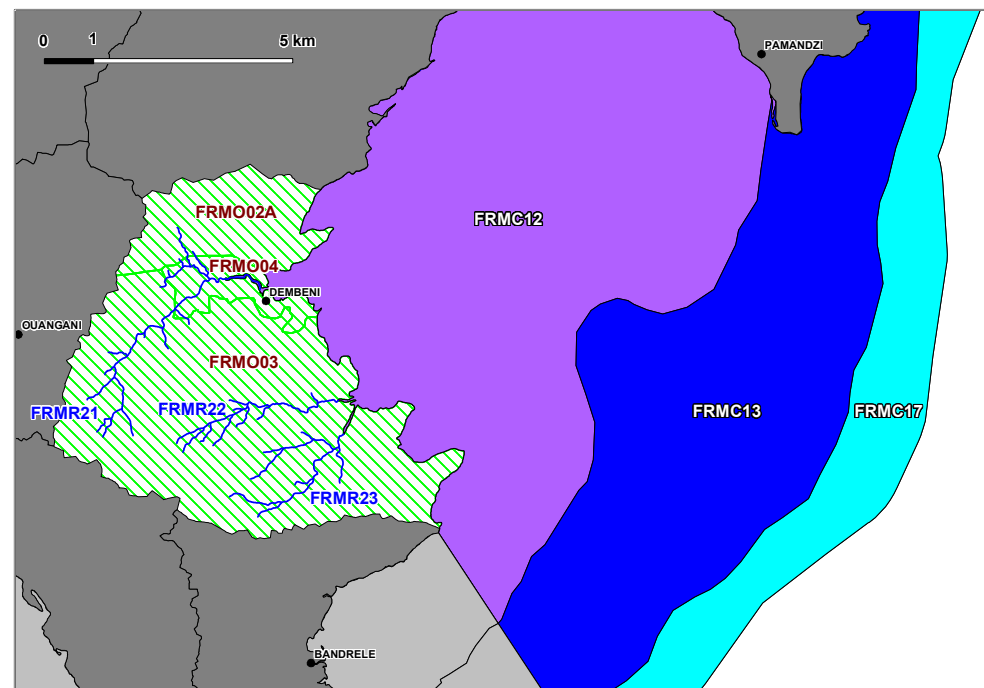 0 1 5 km
PAMANDZI
FRMO02A
FRMC12
FRMO04
DEMBENI
OUANGANI
FRMO03
FRMR21
FRMR22
FRMC13
FRMC17
FRMR23
BANDRELE